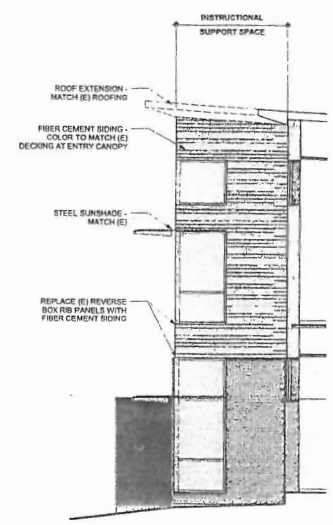 INSTRUCTIONAL
SUPPORT SPACE
ROOF EXTENSION -
MATCH (E) ROOFING
FIBER CEMENT SIDING -
COLOR TO MATCH (E)
DECKING AT ENTRY CANOPY
STEEL SUNSHADE -
MATCH (E)
REPLACE (E) REVERSE
BOX RIB PANELS WITH
FIBER CEMENT SIDING